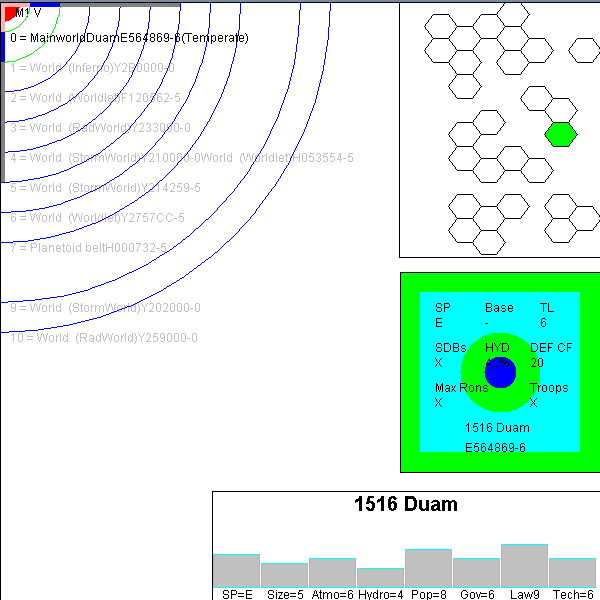 M1 V
0 = MainworldDuamE564869-6(Temperate)
1 = World (Inferno)Y2B0000-0
2 = World (Worldlet)F120662-5
3 = World (RadWorld)Y233000-0
4 = World (StormWorld)Y210000-0World (Worldlet)H053554-5
5 = World (StormWorld)Y214259-5
6 = World (Worldlet)Y2757CC-5
7 = Planetoid beltH000732-5
9 = World (StormWorld)Y202000-0
10 = World (RadWorld)Y259000-0
SP Base TL
E - 6
SDBs HYD DEF CF
X 40% 20
Max Rons Troops
X X
1516 Duam
E564869-6
1516 Duam
SP=E Size=5 Atmo=6 Hydro=4 Pop=8 Gov=6 Law9 Tech=6